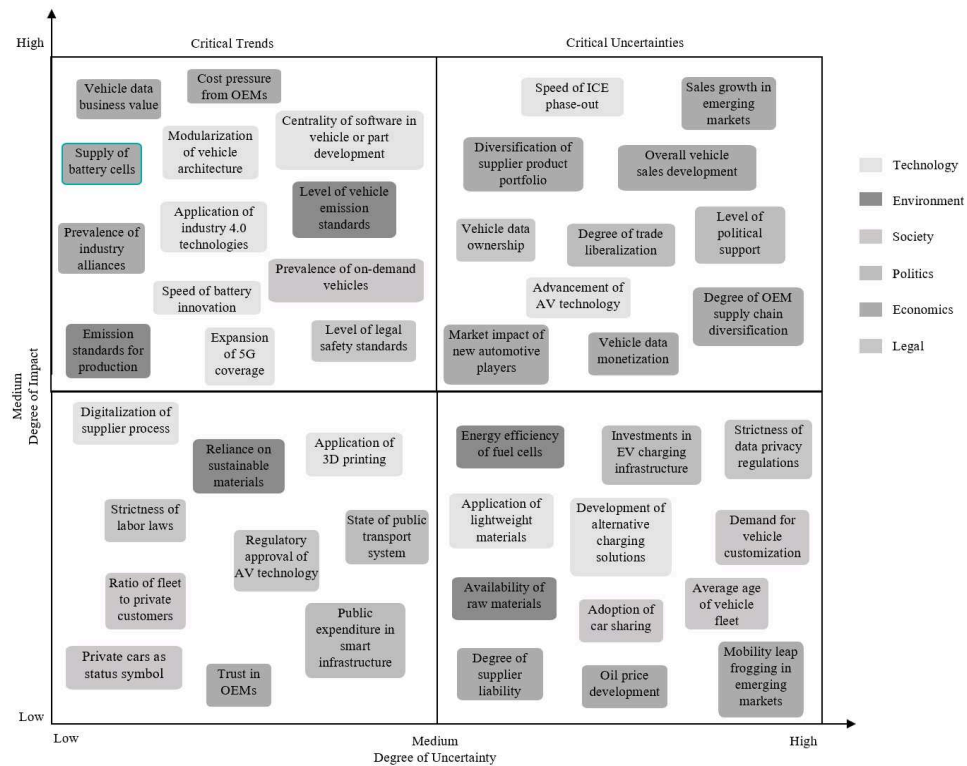 High
Critical Trends
Critical Uncertainties
Vehicle data
business value
Cost pressure
from OEMs
Centrality of software in
vehicle or part
development
Modularization
of vehicle
architecture
Supply of
battery cells
Level of vehicle
emission
standards
Application of
industry 4.0
technologies
Prevalence of
industry
alliances
Prevalence of on-demand
vehicles
Speed of battery
innovation
Emission
standards for
production
Expansion
of 5G
coverage
Level of legal
safety standards
Speed of ICE
phase-out
Sales growth in
emerging
markets
Diversification of
supplier product
portfolio
Overall vehicle
sales development
Vehicle data
ownership
Degree of trade
liberalization
Level of
political
support
Advancement of
AV technology
Degree of OEM
supply chain
diversification
Market impact of
new automotive
players
Vehicle data
monetization
Technology
Environment
Society
Politics
Economics
Legal
Medium
Degree of Impact
Digitalization of
supplier process
Reliance on
sustainable
materials
Application of
3D printing
Strictness of
labor laws
Regulatory
approval of
AV technology
State of public
transport
system
Ratio of fleet
to private
customers
Public
expenditure in
smart
infrastructure
Private cars as
status symbol
Trust in
OEMs
Energy efficiency
of fuel cells
Investments in
EV charging
infrastructure
Strictness of
data privacy
regulations
Application of
lightweight
materials
Development of
alternative
charging
solutions
Demand for
vehicle
customization
Availability of
raw materials
Adoption of
car sharing
Average age
of vehicle
fleet
Degree of
supplier
liability
Oil price
development
Mobility leap
frogging in
emerging
markets
Low
Low
Medium
High
Degree of Uncertainty